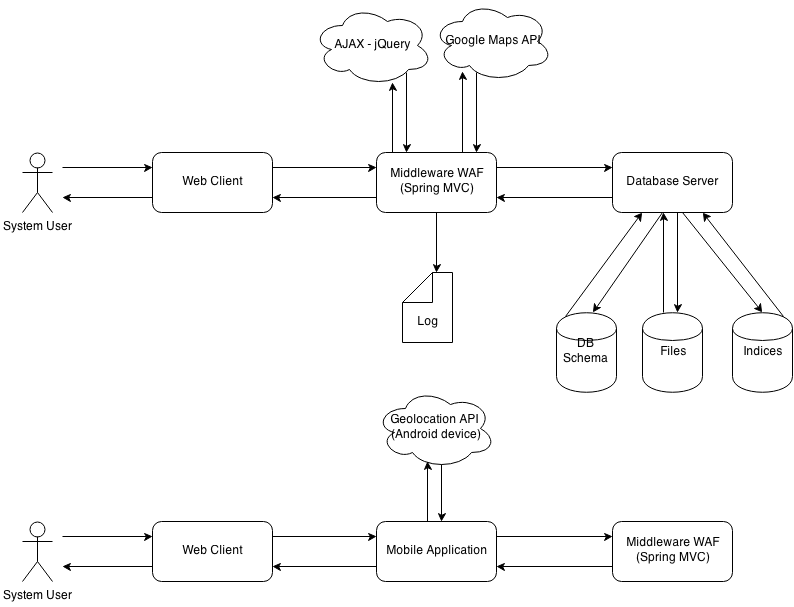 AJAX - jQuery
Google Maps API
System User
Web Client
Middleware WAF
(Spring MVC)
Database Server
Log
DB
Schema
Files
Indices
Geolocation API
(Android device)
System User
Web Client
Mobile Application
Middleware WAF
(Spring MVC)